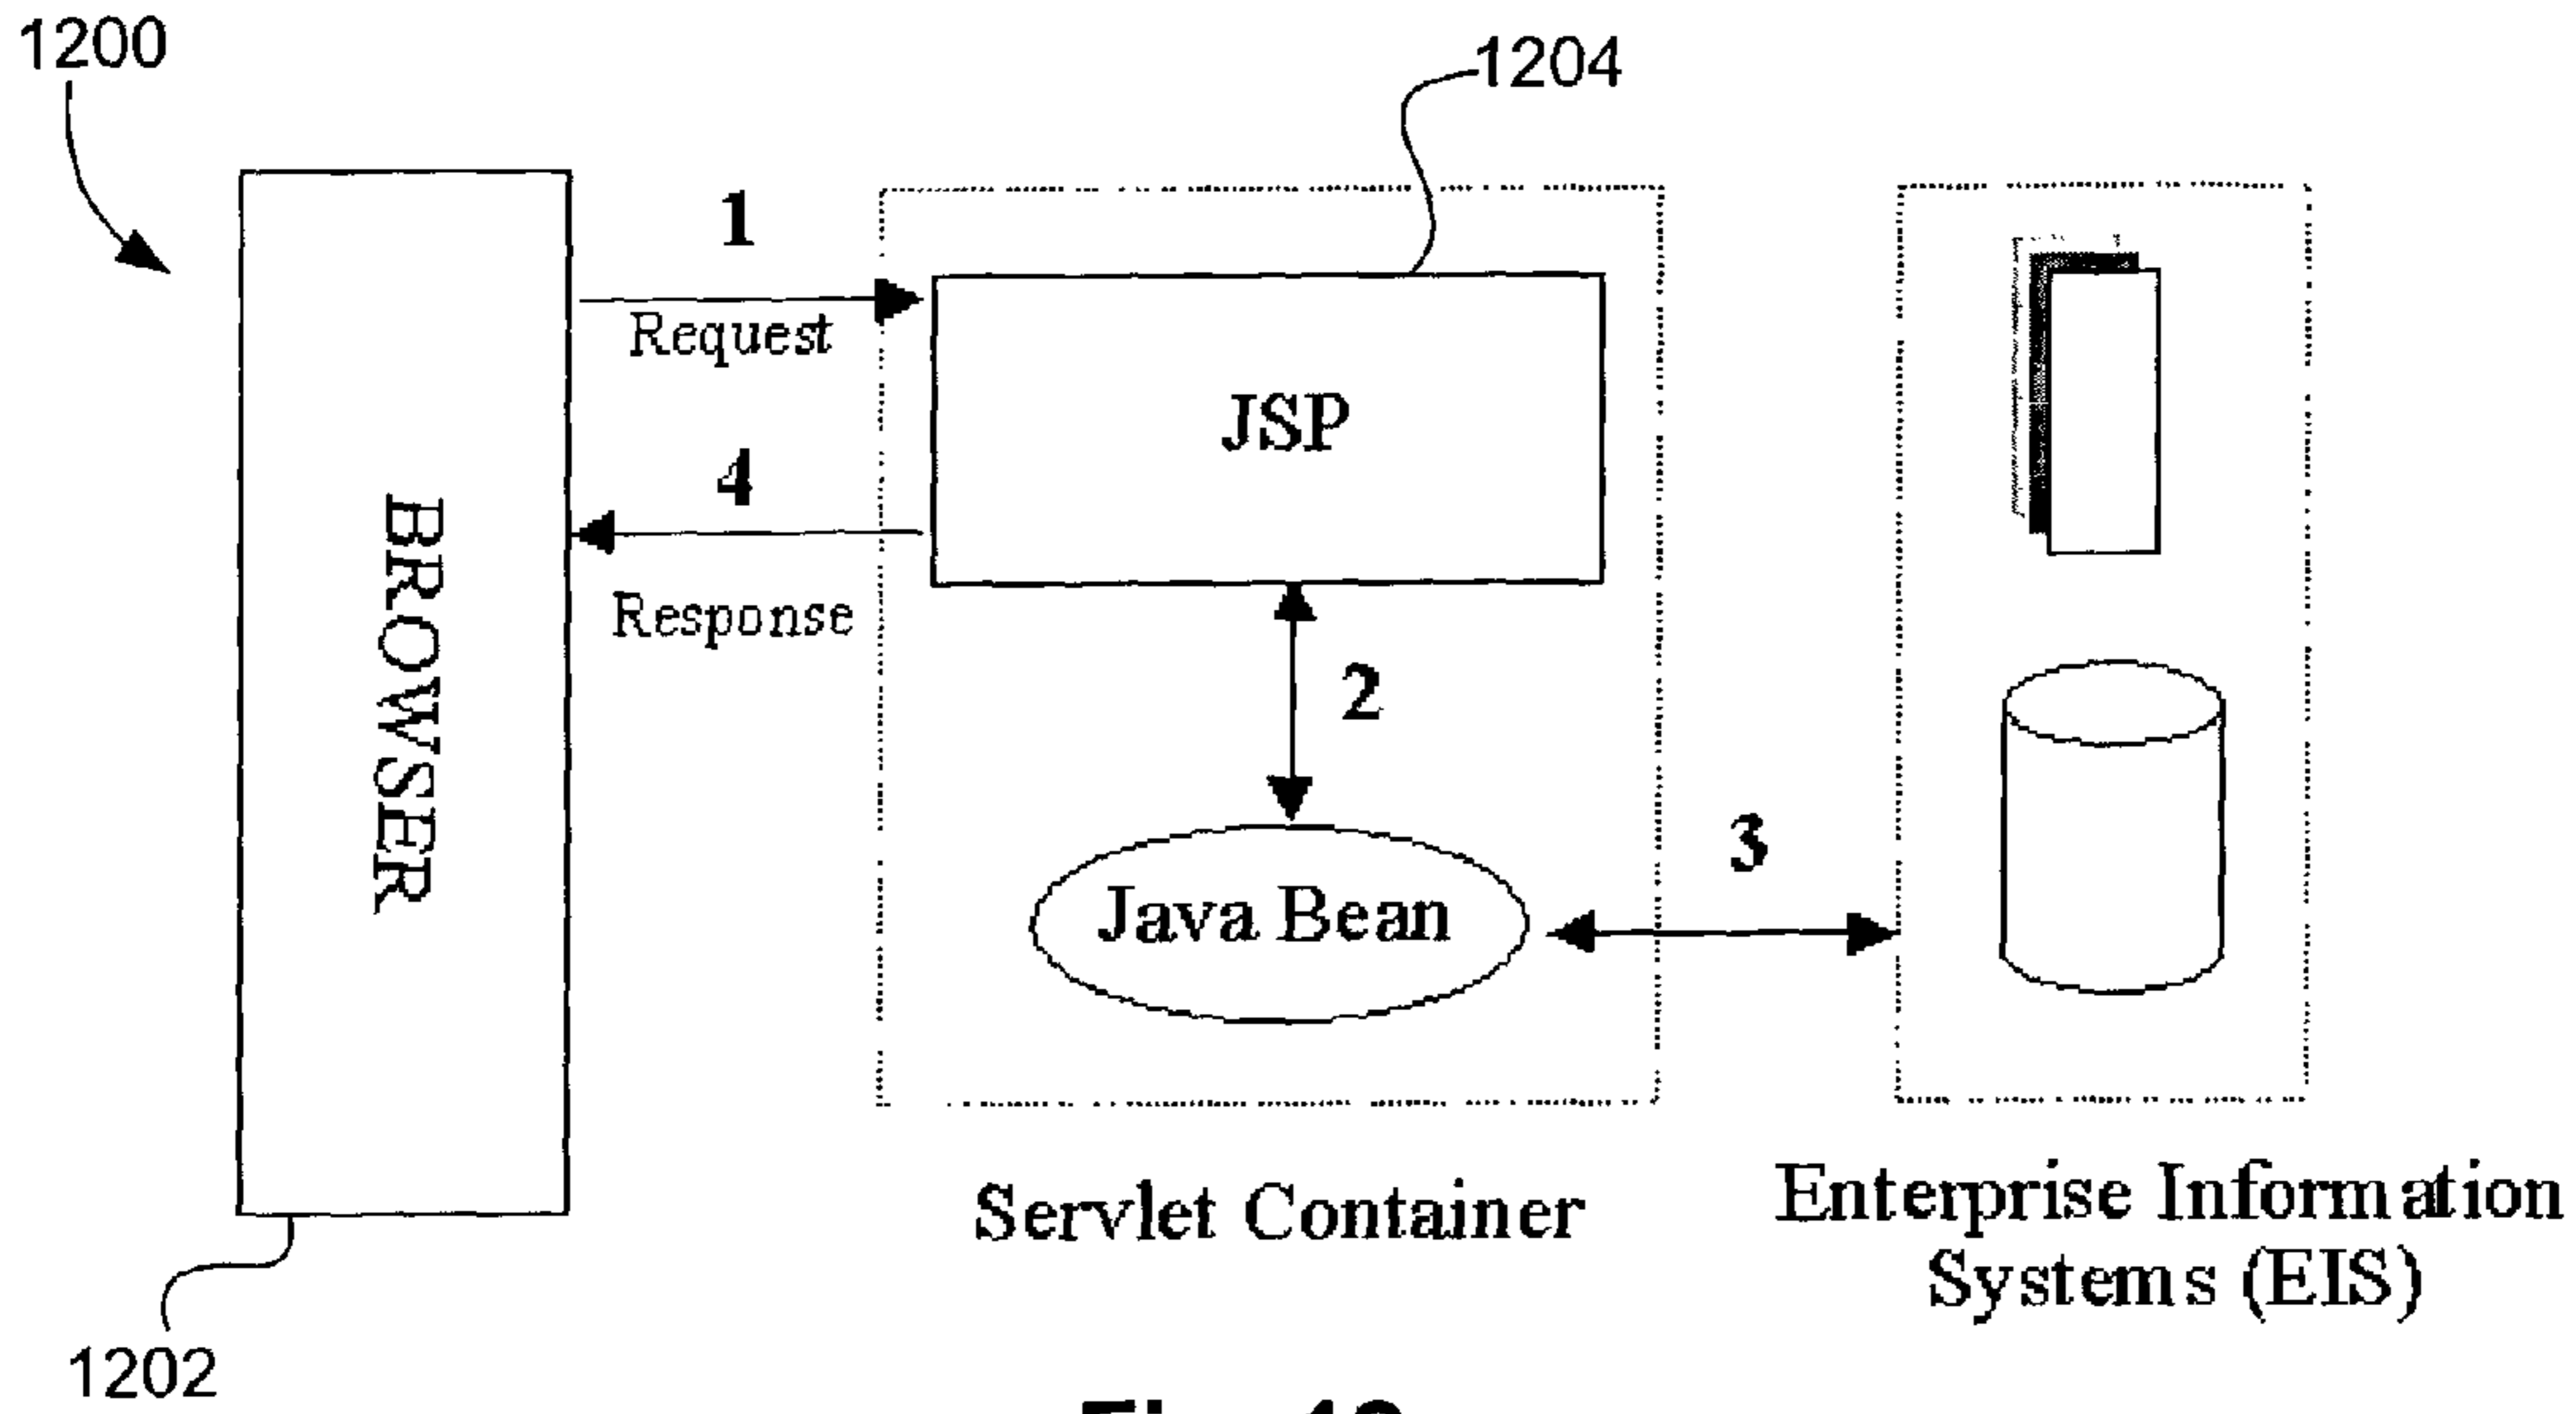 1200
1204
1
Request
JSP
4
Response
BROWSER
2
Java Bean
3
Servlet Container
Enterprise Information
Systems (EIS)
1202